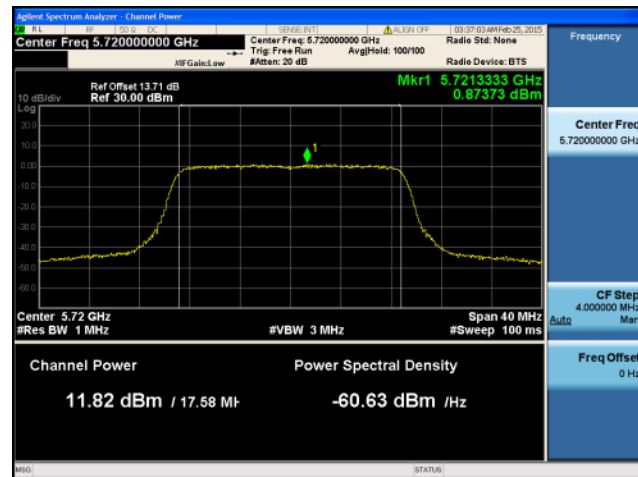 Agilent Spectrum Analyzer - Channel Power
RL RF 50 Ω DC SENSE:INT ALIGN OFF 03:37:03 AM Feb 25, 2015
Center Freq 5.720000000 GHz
Center Freq: 5.720000000 GHz
Radio Std: None
Trig: Free Run Avg|Hold: 100/100
#IFGain:Low #Atten: 20 dB Radio Device: BTS
Frequency
Ref Offset 13.71 dB
10 dB/div Ref 30.00 dBm
Log
Mkr1 5.7213333 GHz
0.87373 dBm
20.0
10.0
0.00
-10.0
-20.0
-30.0
-40.0
-50.0
-60.0
1
Center 5.72 GHz Span 40 MHz
#Res BW 1 MHz #VBW 3 MHz #Sweep 100 ms
Channel Power Power Spectral Density
11.82 dBm / 17.58 MH -60.63 dBm /Hz
Center Freq
5.720000000 GHz
CF Step
4.000000 MHz
Auto Man
Freq Offset
0 Hz
MSG STATUS